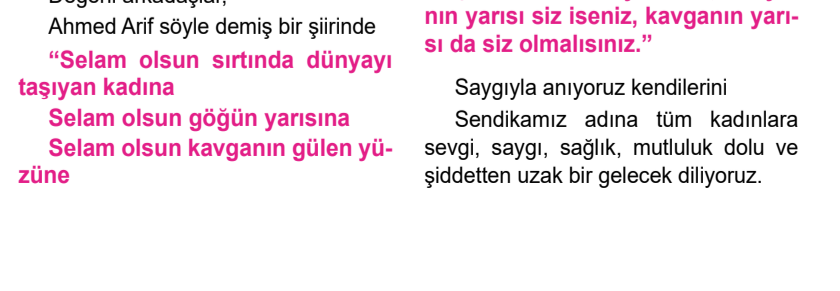 Ahmed Arif söyle demiş bir şiirinde
“Selam olsun sırtında dünyayı
taşıyan kadına
Selam olsun göğün yarısına
Selam olsun kavganın gülen yü-
züne
nın yarısı siz iseniz, kavganın yarı-
sı da siz olmalısınız.”
Saygıyla anıyoruz kendilerini
Sendikamız adına tüm kadınlara
sevgi, saygı, sağlık, mutluluk dolu ve
şiddetten uzak bir gelecek diliyoruz.